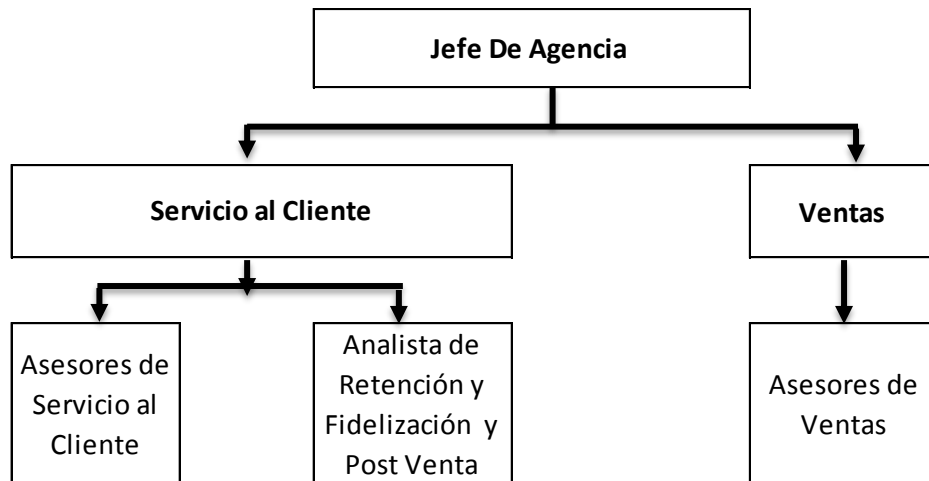 Jefe De Agencia
Servicio al Cliente
Ventas
Asesores de
Servicio al
Cliente
Analista de
Retención y
Fidelización y
Post Venta
Asesores de
Ventas